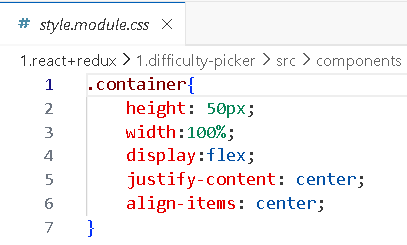 # style.module.css ×
1.react+redux > 1.difficulty-picker > src > components
1 .container{
2 height: 50px;
3 width:100%;
4 display:flex;
5 justify-content: center;
6 align-items: center;
7 }